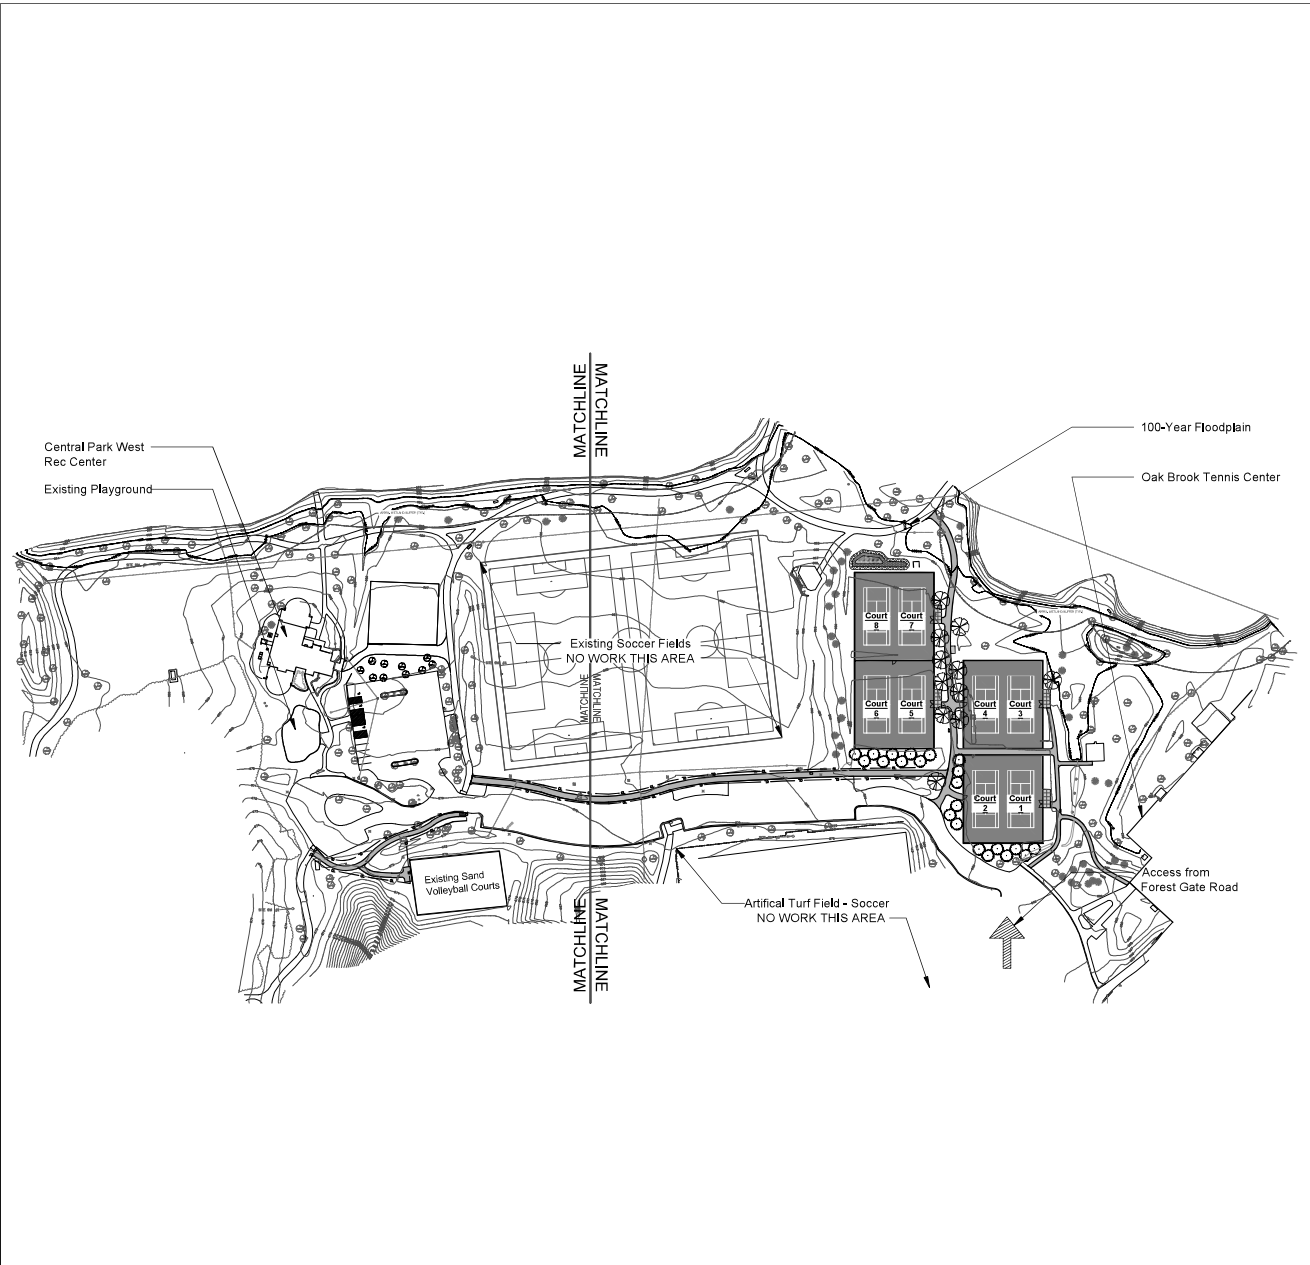 MATCHLINE
MATCHLINE
100-Year Floodplain
Central Park West
Rec Center
Oak Brook Tennis Center
Existing Playground
Court
8
Court
7
Existing Soccer Fields
NO WORK THIS AREA
MATCHLINE
MATCHLINE
Court
6
Court
5
Court
4
Court
3
Court
2
Court
1
Existing Sand
Volleyball Courts
Access from
Forest Gate Road
Artifical Turf Field - Soccer
NO WORK THIS AREA
MATCHLINE
MATCHLINE